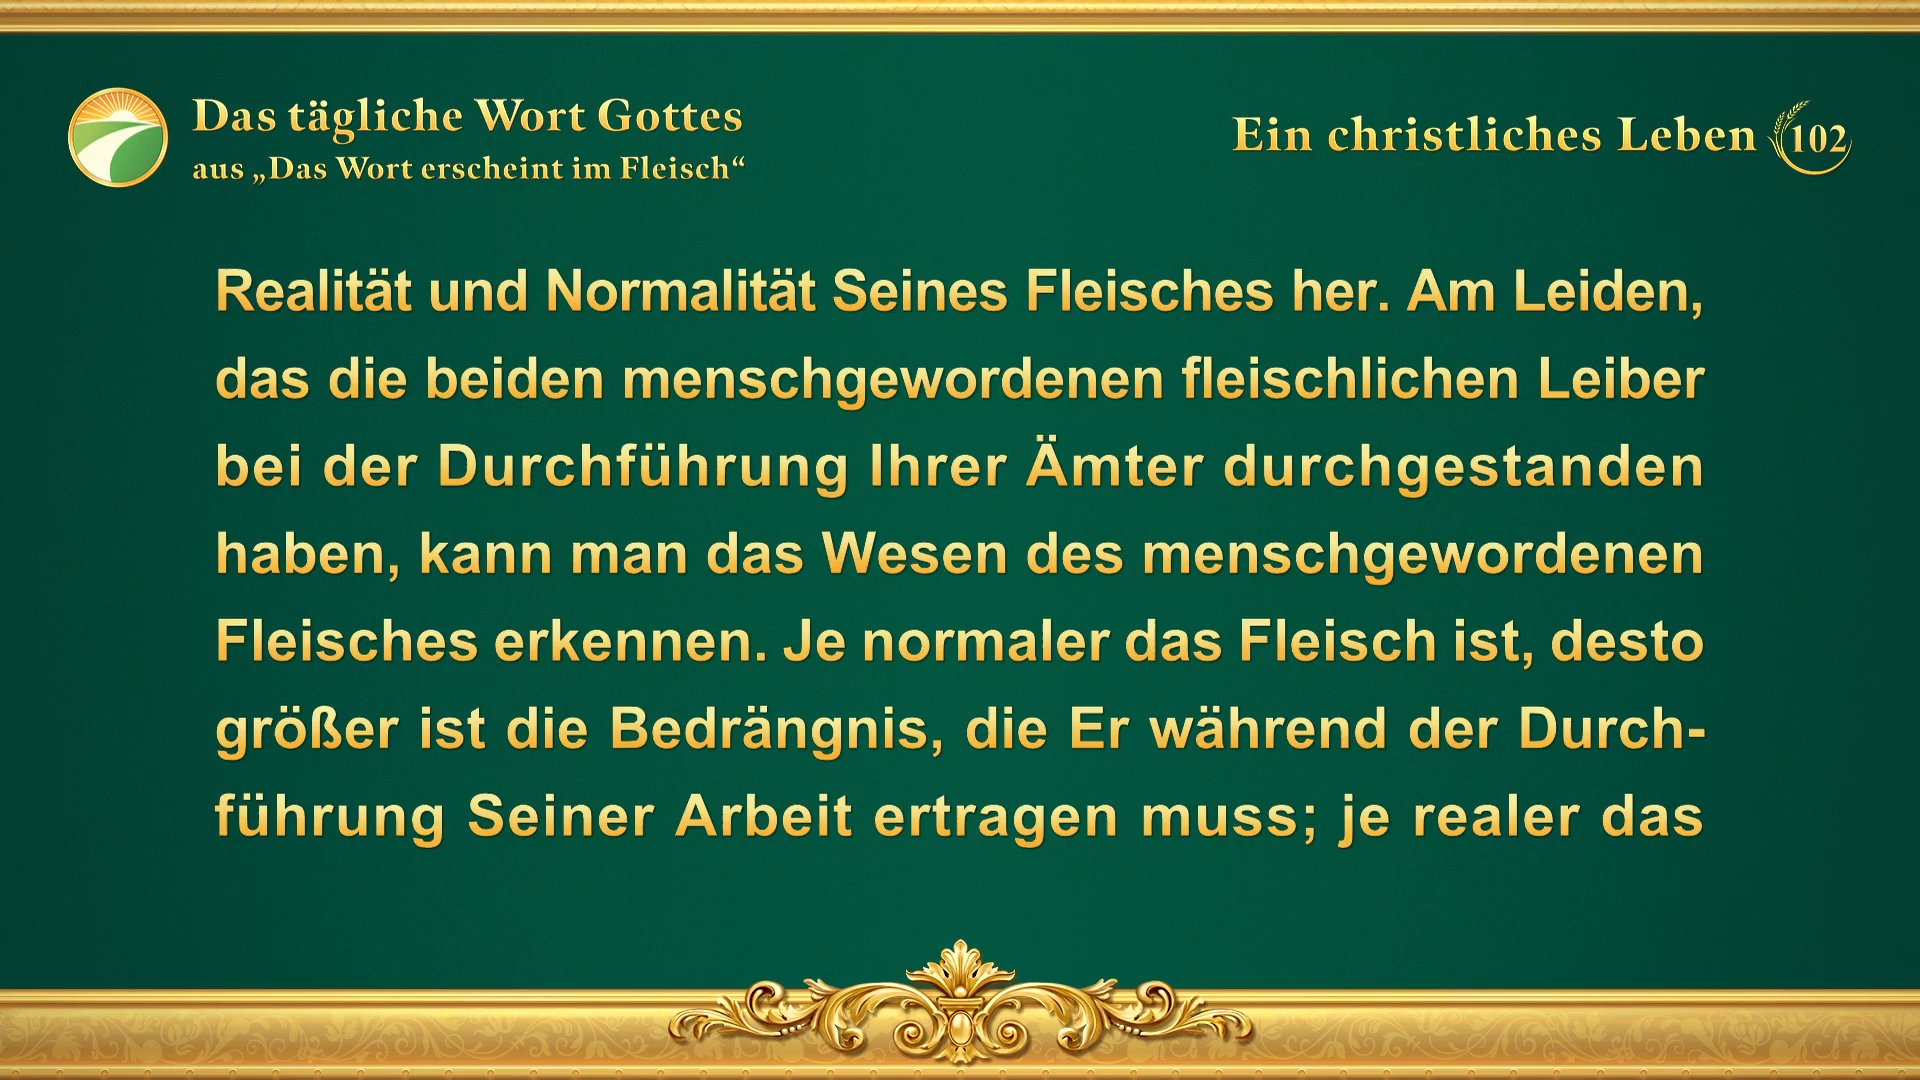 Das tägliche Wort Gottes
aus „Das Wort erscheint im Fleisch“
Ein christliches Leben 102
Realität und Normalität Seines Fleisches her. Am Leiden,
das die beiden menschgewordenen fleischlichen Leiber
bei der Durchführung Ihrer Ämter durchgestanden
haben, kann man das Wesen des menschgewordenen
Fleisches erkennen. Je normaler das Fleisch ist, desto
größer ist die Bedrängnis, die Er während der Durch-
führung Seiner Arbeit ertragen muss; je realer das